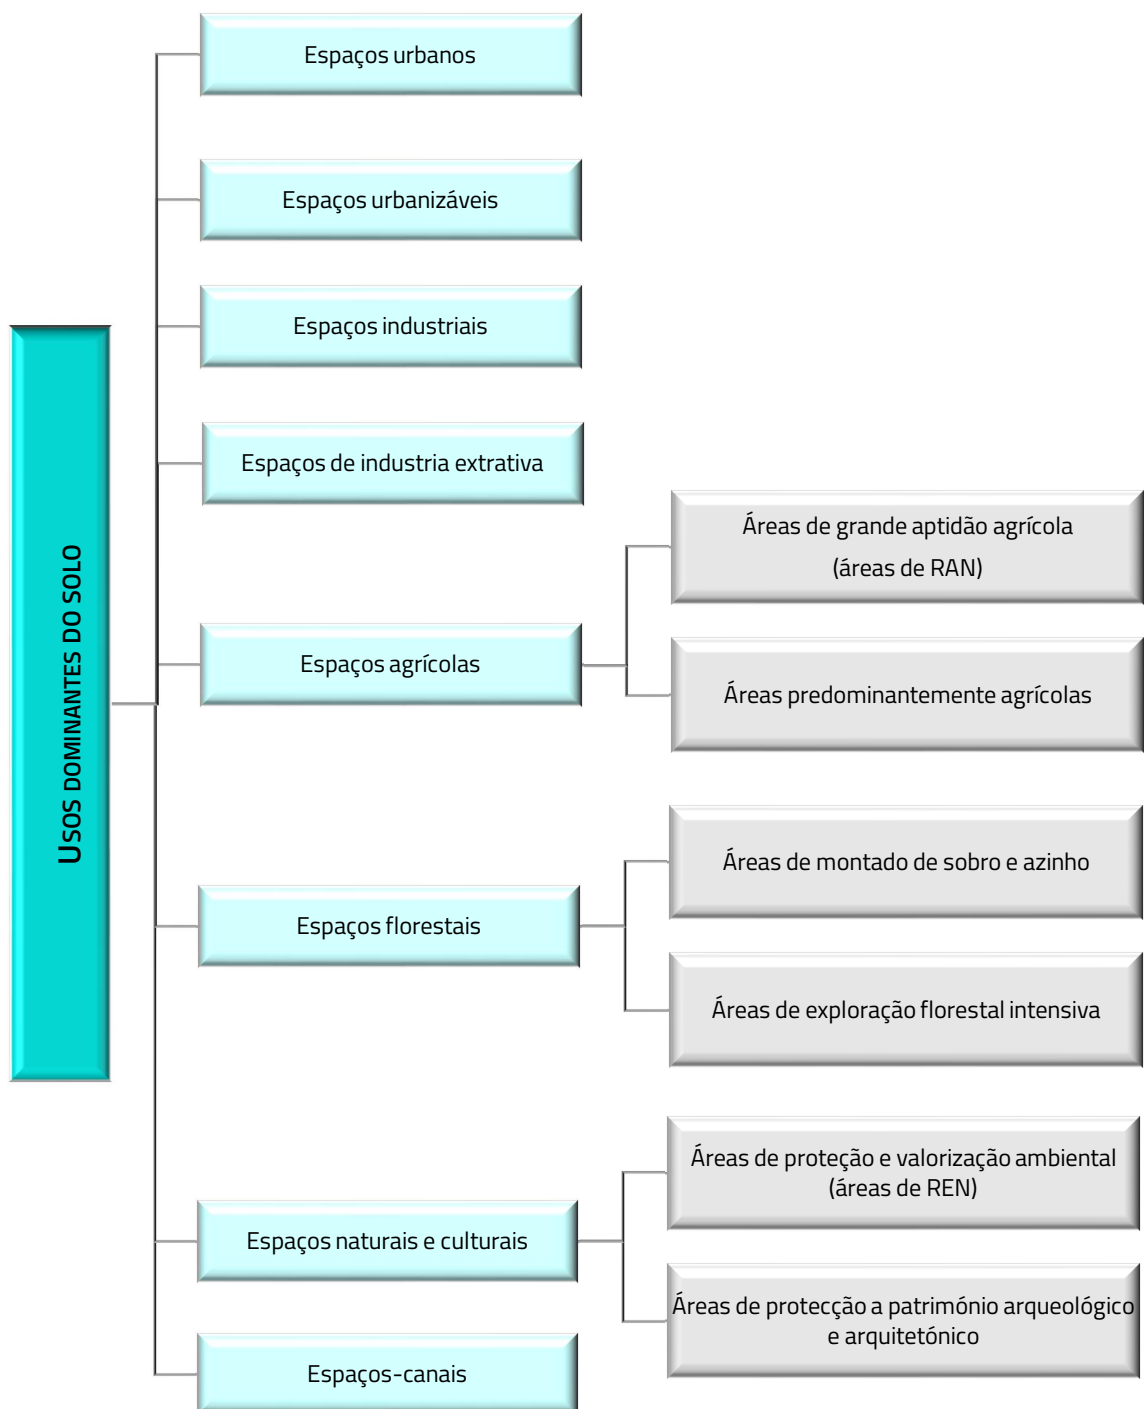 USOS DOMINANTES DO SOLO
Espaços urbanos
Espaços urbanizáveis
Espaços industriais
Espaços de industria extrativa
Espaços agrícolas
Áreas de grande aptidão agrícola
(áreas de RAN)
Áreas predominantemente agrícolas
Espaços florestais
Áreas de montado de sobro e azinho
Áreas de exploração florestal intensiva
Espaços naturais e culturais
Áreas de proteção e valorização ambiental
(áreas de REN)
Áreas de protecção a património arqueológico
e arquitetónico
Espaços-canais